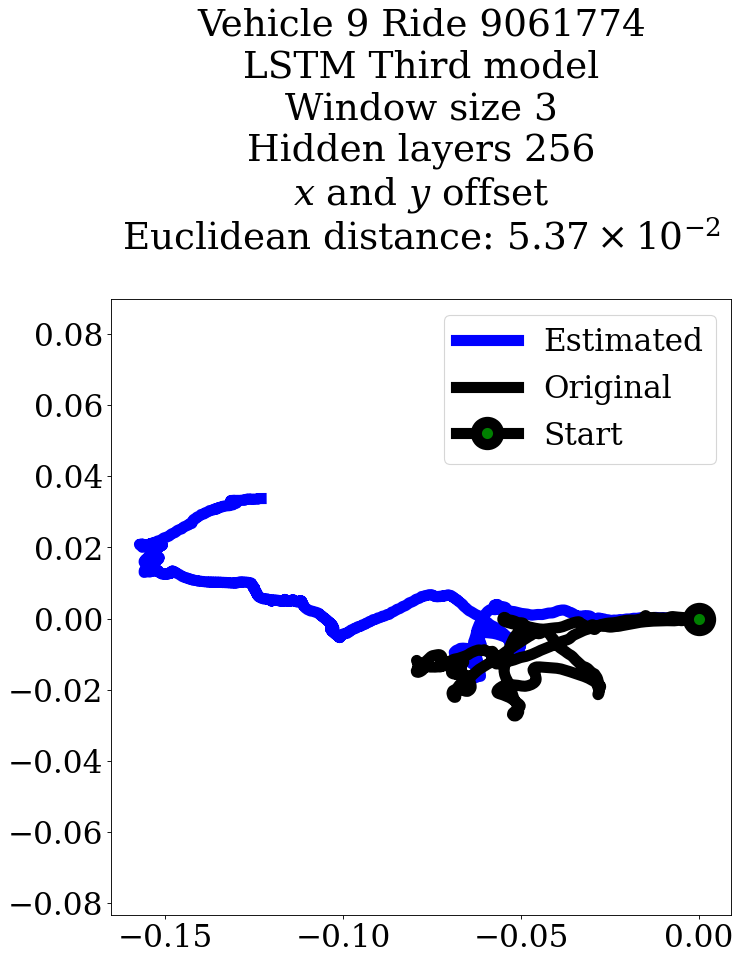 Vehicle 9 Ride 9061774
LSTM Third model
Window size 3
Hidden layers 256
x and y offset
Euclidean distance: 5.37 × 10⁻²
Estimated
Original
Start
0.08
0.06
0.04
0.02
0.00
−0.02
−0.04
−0.06
−0.08
−0.15 −0.10 −0.05 0.00